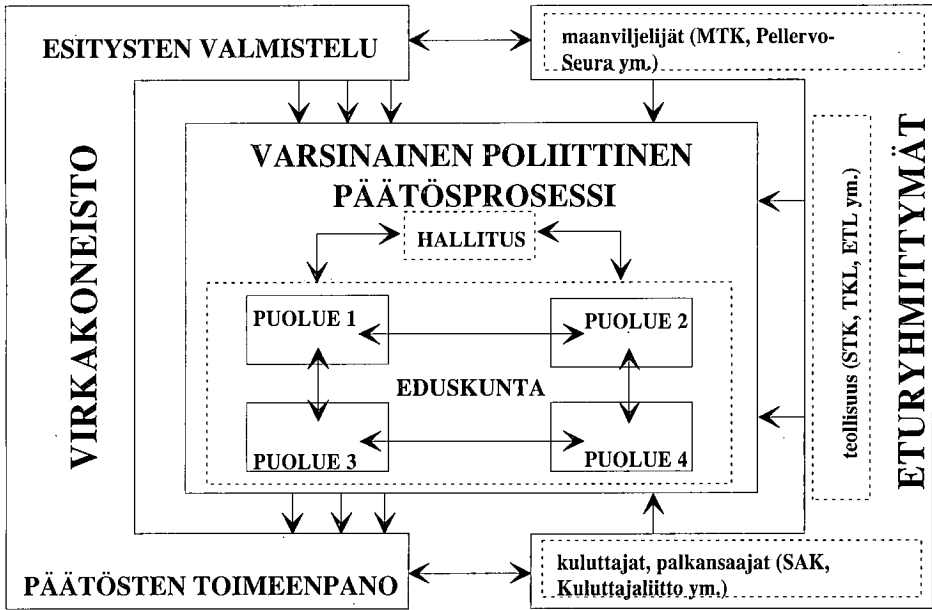 ESITYSTEN VALMISTELU
maanviljelijät (MTK, Pellervo-
Seura ym.)
VIRKAKONEISTO
VARSINAINEN POLIITTINEN
PÄÄTÖSPROSESSI
HALLITUS
PUOLUE 1
PUOLUE 2
EDUSKUNTA
PUOLUE 3
PUOLUE 4
teollisuus (STK, TKL, ETL ym.)
ETURYHMITTYMÄT
PÄÄTÖSTEN TOIMEENPANO
kuluttajat, palkansaajat (SAK,
Kuluttajaliitto ym.)